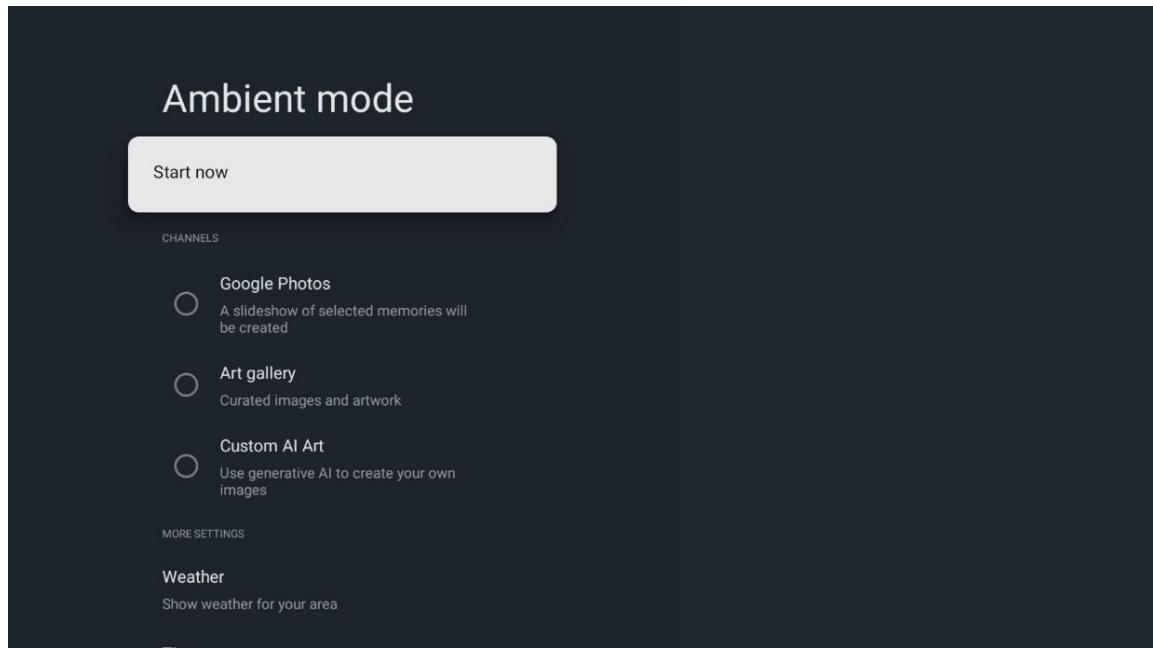 Ambient mode
Start now
CHANNELS
Google Photos
A slideshow of selected memories will
be created
Art gallery
Curated images and artwork
Custom AI Art
Use generative AI to create your own
images
MORE SETTINGS
Weather
Show weather for your area